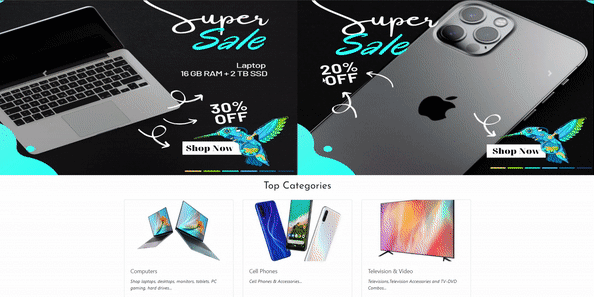 Super
Sale
Laptop
16 GB RAM + 2 TB SSD
30%
OFF
Shop Now
Super
Sale
20%
OFF
Shop Now
Top Categories
Computers
Shop laptops, desktops, monitors, tablets, PC
gaming, hard drives...
Cell Phones
Cell Phones & Accessories...
Television & Video
Televisions,Television Accessories and TV-DVD
Combos...